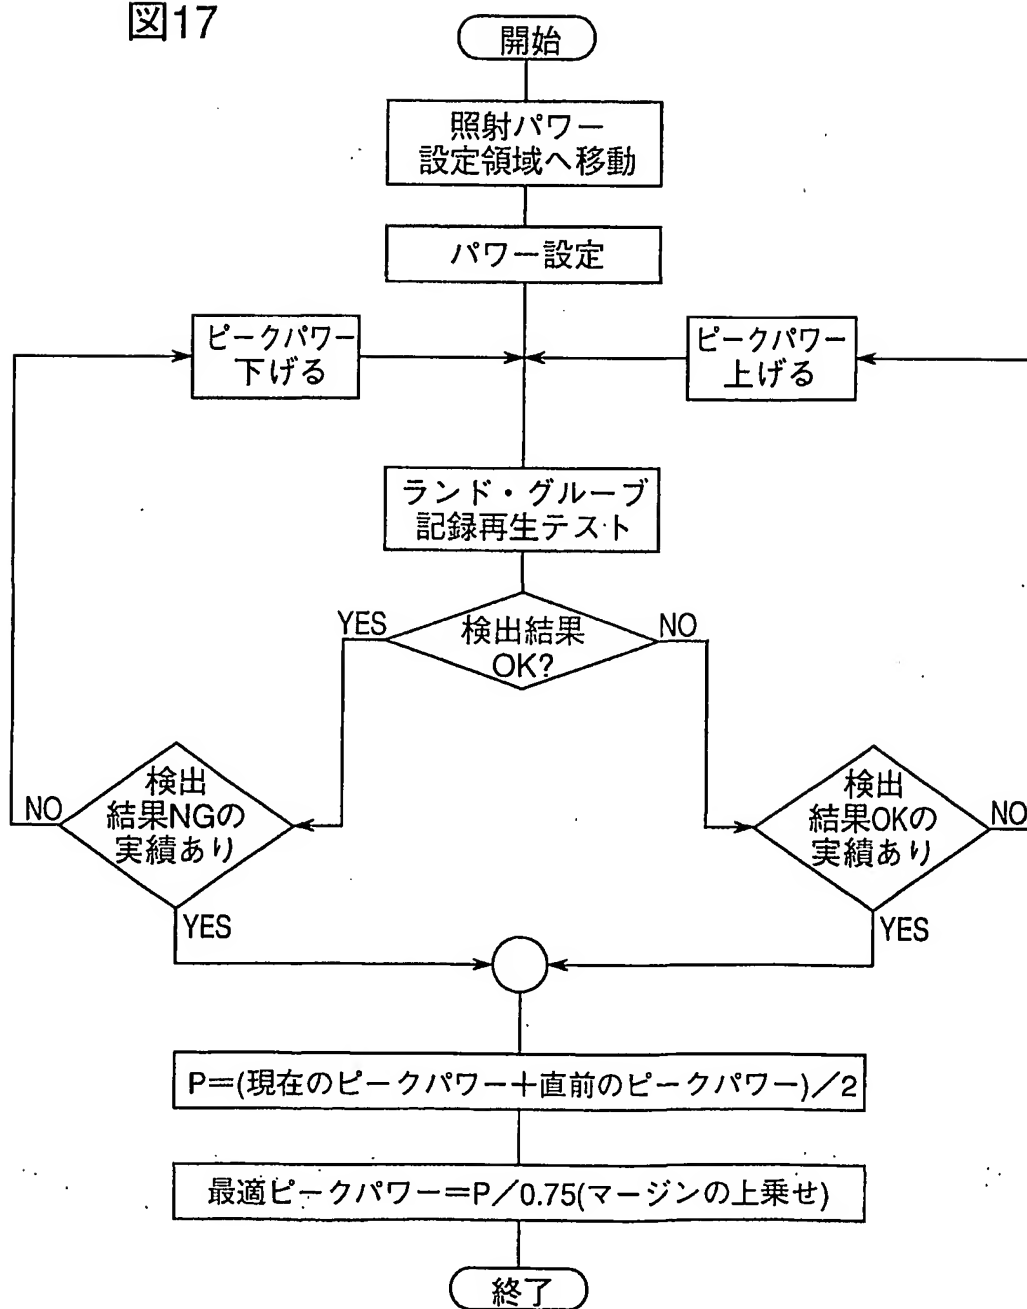 図17
開始
照射パワー
設定領域へ移動
パワー設定
ピークパワー
下げる
ピークパワー
上げる
ランド・グルーブ
記録再生テスト
YES
検出結果
OK?
NO
検出
結果NGの
実績あり
NO
YES
検出
結果OKの
実績あり
NO
YES
P=(現在のピークパワー+直前のピークパワー)/2
最適ピークパワー=P/0.75(マージンの上乗せ)
終了